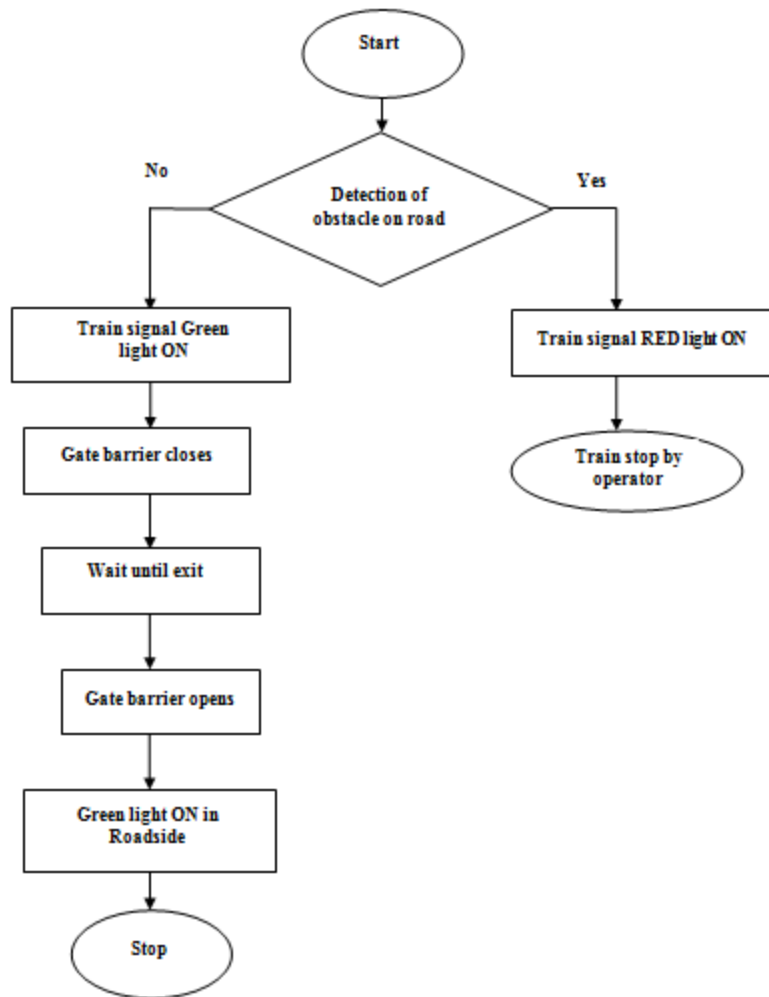 Start
No
Yes
Detection of
obstacle on road
Train signal Green
light ON
Train signal RED light ON
Gate barrier closes
Train stop by
operator
Wait until exit
Gate barrier opens
Green light ON in
Roadside
Stop